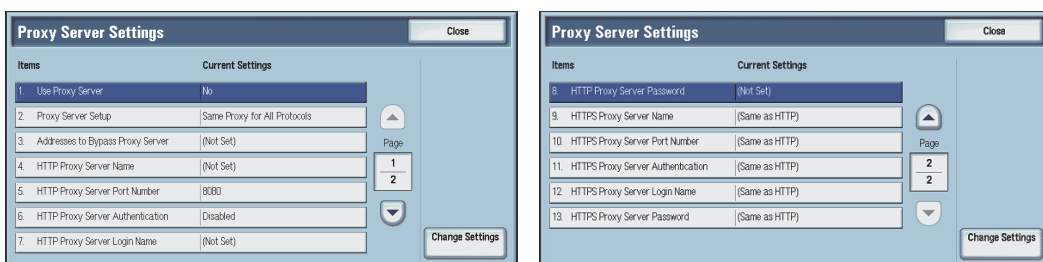 Proxy Server Settings
Close
Items Current Settings
1. Use Proxy Server No
2. Proxy Server Setup Same Proxy for All Protocols
3. Addresses to Bypass Proxy Server (Not Set)
4. HTTP Proxy Server Name (Not Set)
5. HTTP Proxy Server Port Number 8080
6. HTTP Proxy Server Authentication Disabled
7. HTTP Proxy Server Login Name (Not Set)
Page
1
2
Change Settings
Proxy Server Settings
Close
Items Current Settings
8. HTTP Proxy Server Password (Not Set)
9. HTTPS Proxy Server Name (Same as HTTP)
10. HTTPS Proxy Server Port Number (Same as HTTP)
11. HTTPS Proxy Server Authentication (Same as HTTP)
12. HTTPS Proxy Server Login Name (Same as HTTP)
13. HTTPS Proxy Server Password (Same as HTTP)
Page
2
2
Change Settings